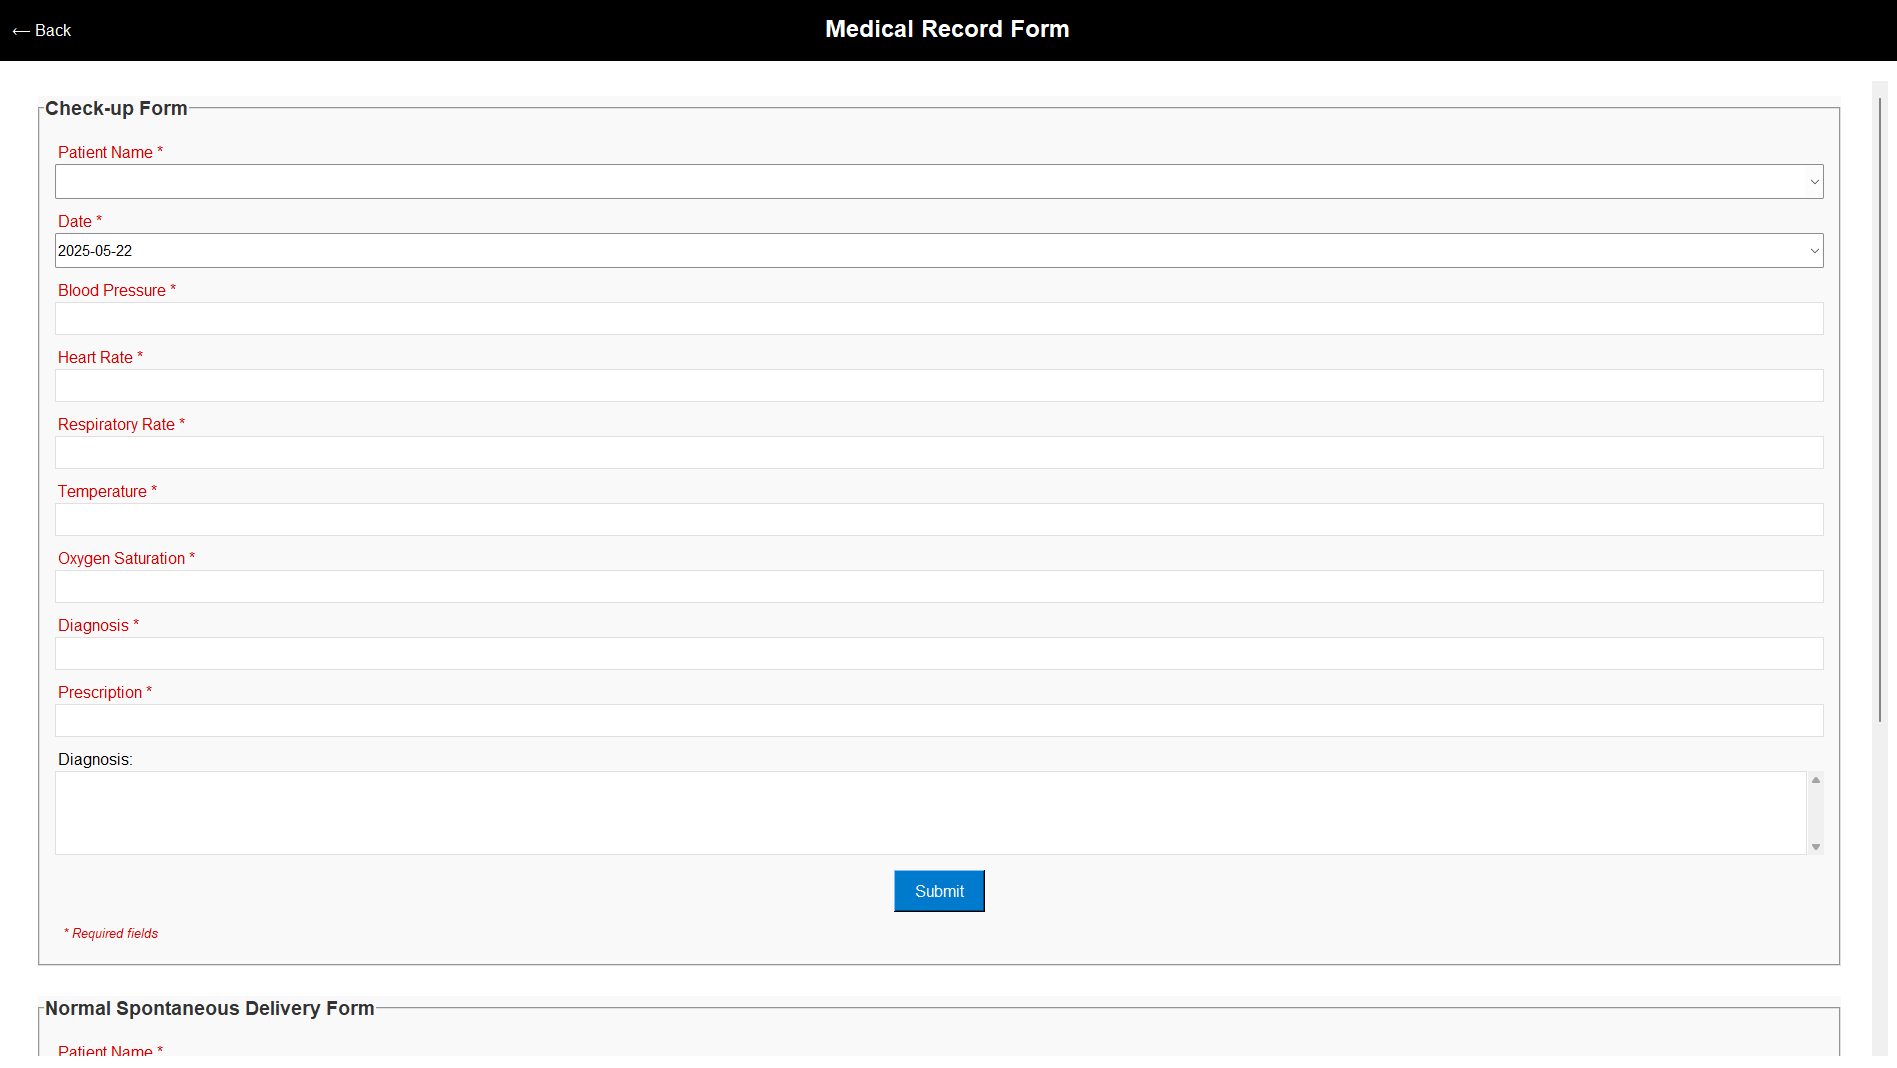 ← Back
Medical Record Form
Check-up Form
Patient Name *
Date *
2025-05-22
Blood Pressure *
Heart Rate *
Respiratory Rate *
Temperature *
Oxygen Saturation *
Diagnosis *
Prescription *
Diagnosis:
Submit
* Required fields
Normal Spontaneous Delivery Form
Patient Name *